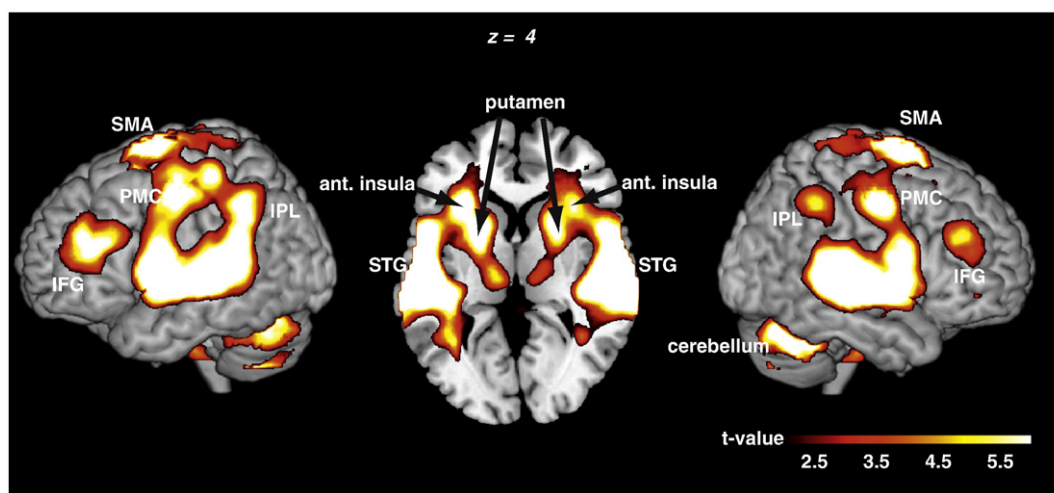 z = 4
putamen
SMA
SMA
ant. insula
ant. insula
PMC
IPL
IPL
PMC
STG
STG
IFG
IFG
cerebellum
t-value
2.5 3.5 4.5 5.5